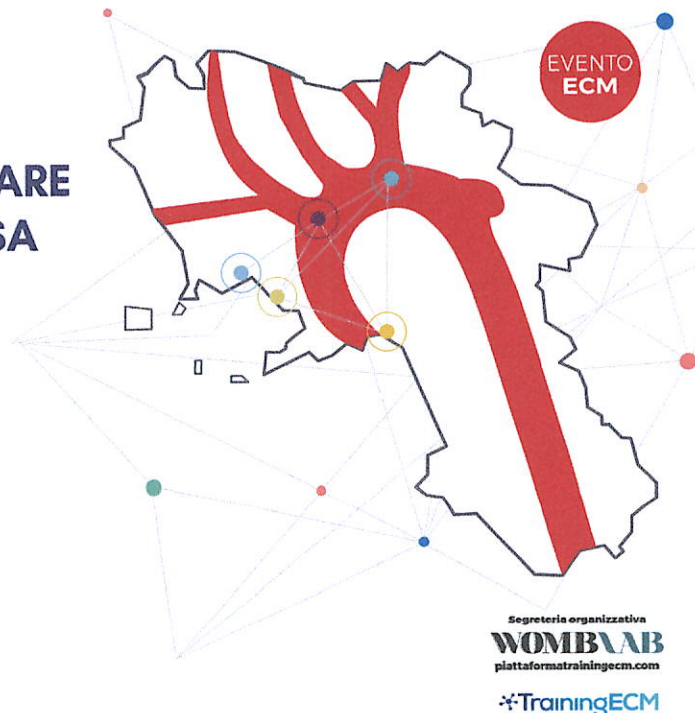 EVENTO
ECM
ARE
SA
Segreteria organizzativa
WOMBLAB
piattaformatrainingecm.com
TrainingECM